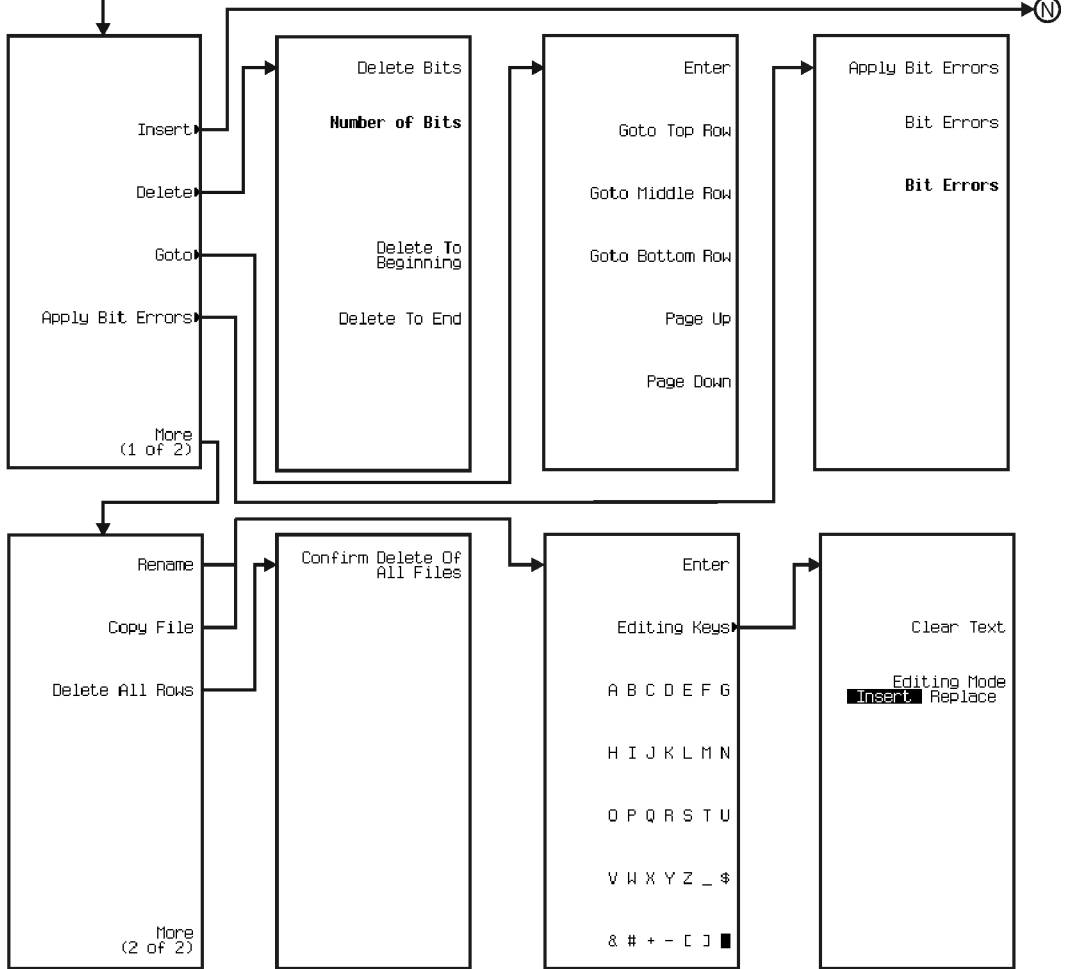 N
Insert
Delete
Goto
Apply Bit Errors
More
(1 of 2)
Delete Bits
Number of Bits
Delete To
Beginning
Delete To End
Enter
Goto Top Row
Goto Middle Row
Goto Bottom Row
Page Up
Page Down
Apply Bit Errors
Bit Errors
Bit Errors
Rename
Copy File
Delete All Rows
More
(2 of 2)
Confirm Delete Of
All Files
Enter
Editing Keys
A B C D E F G
H I J K L M N
O P Q R S T U
V W X Y Z _ $
& # + - [ ] █
Clear Text
Editing Mode
Insert Replace